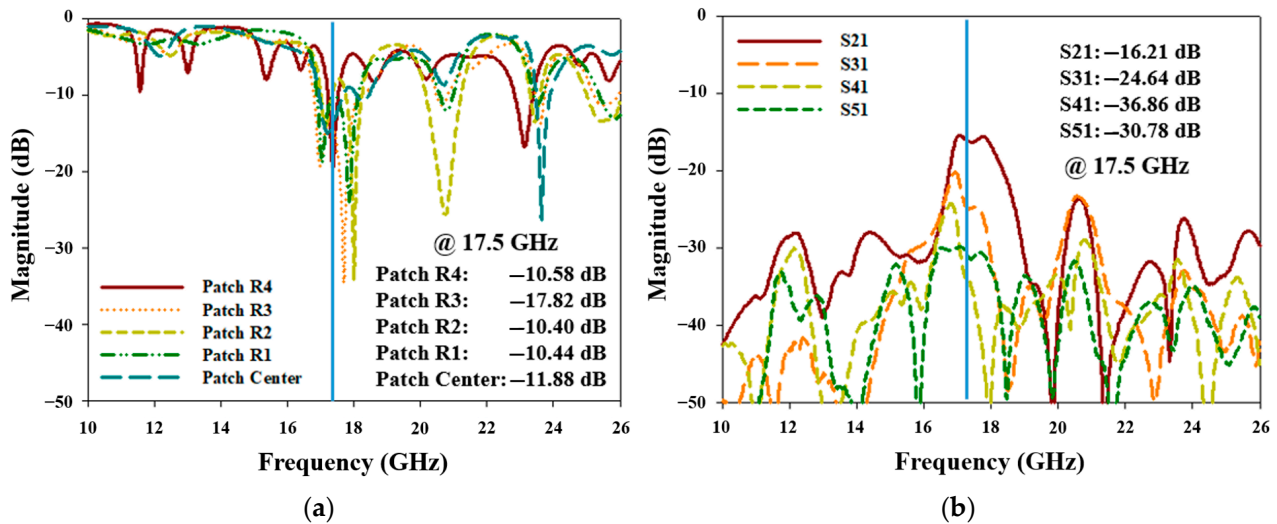 0
−10
−20
−30
−40
−50
Magnitude (dB)
@ 17.5 GHz
Patch R4: −10.58 dB
Patch R3: −17.82 dB
Patch R2: −10.40 dB
Patch R1: −10.44 dB
Patch Center: −11.88 dB
Patch R4
Patch R3
Patch R2
Patch R1
Patch Center
10 12 14 16 18 20 22 24 26
Frequency (GHz)
(a)
0
−10
−20
−30
−40
−50
Magnitude (dB)
S21
S31
S41
S51
S21: −16.21 dB
S31: −24.64 dB
S41: −36.86 dB
S51: −30.78 dB
@ 17.5 GHz
10 12 14 16 18 20 22 24 26
Frequency (GHz)
(b)